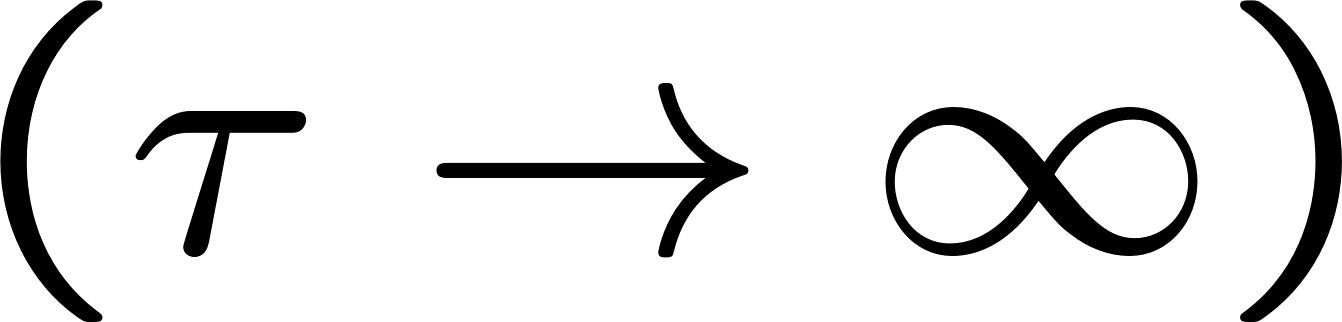 (τ → ∞)